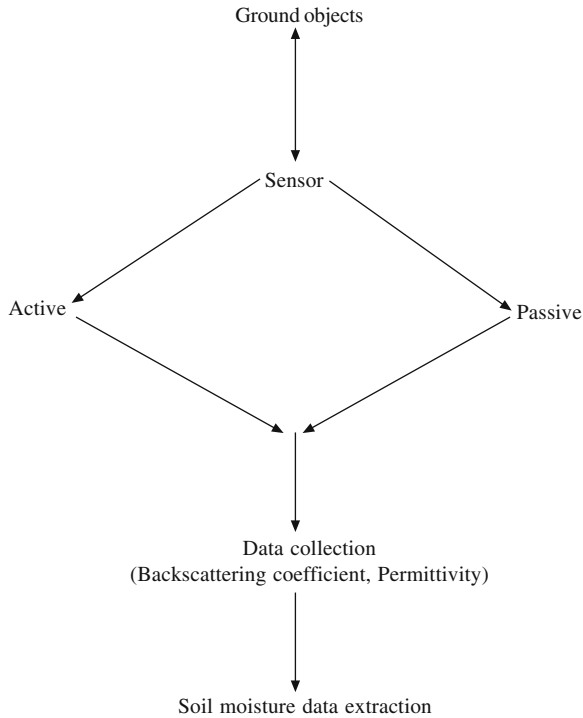 Ground objects
Sensor
Active
Passive
Data collection
(Backscattering coefficient, Permittivity)
Soil moisture data extraction